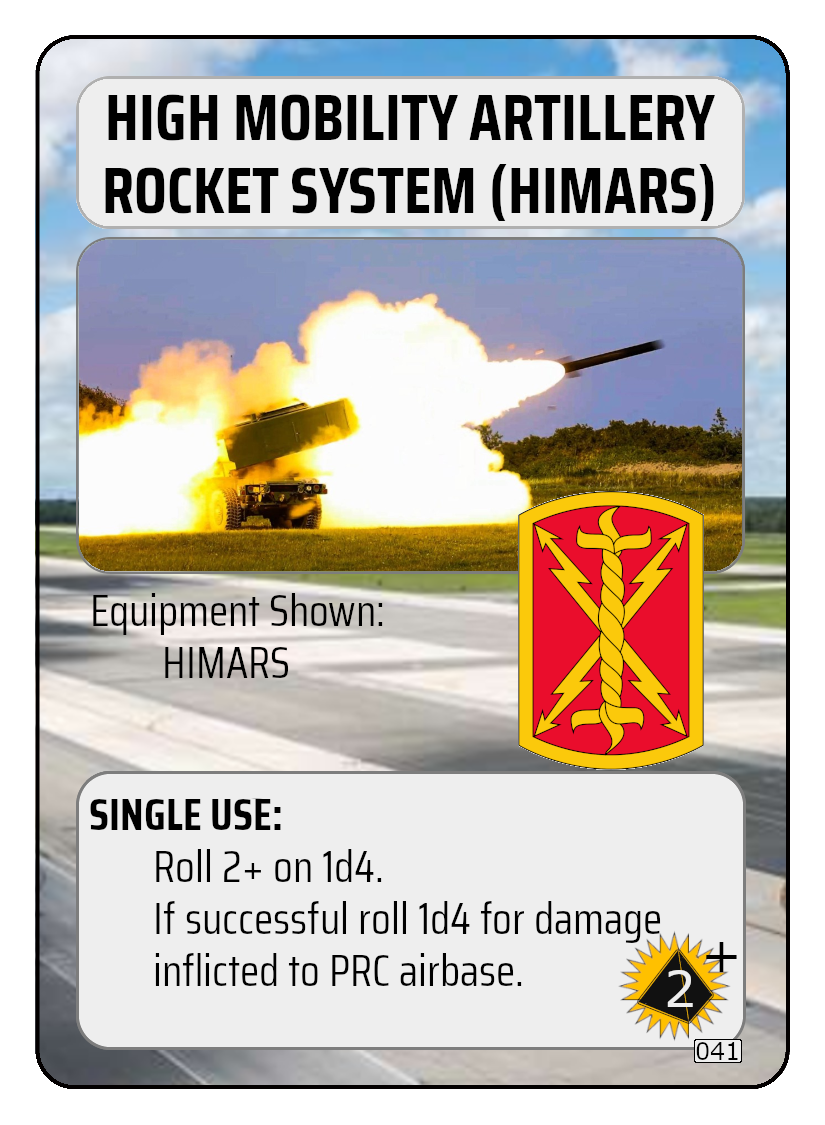 HIGH MOBILITY ARTILLERY
ROCKET SYSTEM (HIMARS)
Equipment Shown:
HIMARS
SINGLE USE:
Roll 2+ on 1d4.
If successful roll 1d4 for damage
inflicted to PRC airbase.
2 +
041